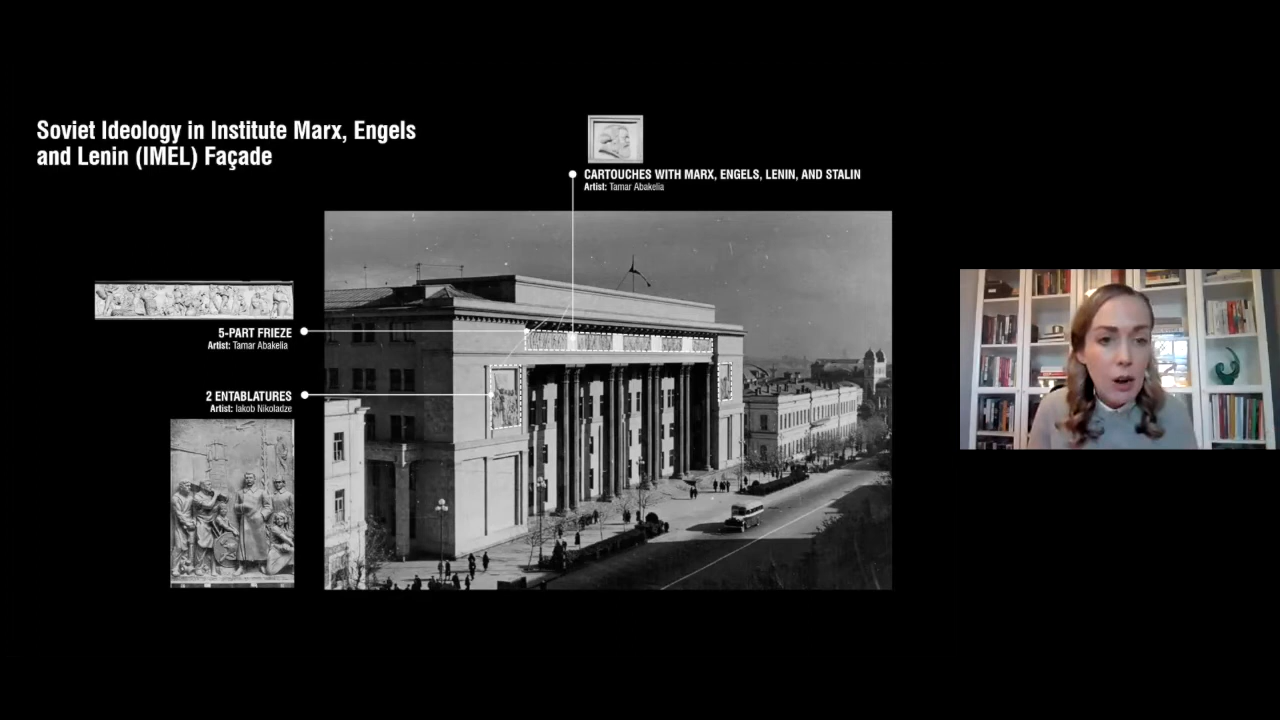 Soviet Ideology in Institute Marx, Engels
and Lenin (IMEL) Façade
CARTOUCHES WITH MARX, ENGELS, LENIN, AND STALIN
Artist: Tamar Abakelia
5-PART FRIEZE
Artist: Tamar Abakelia
2 ENTABLATURES
Artist: Iakob Nikoladze